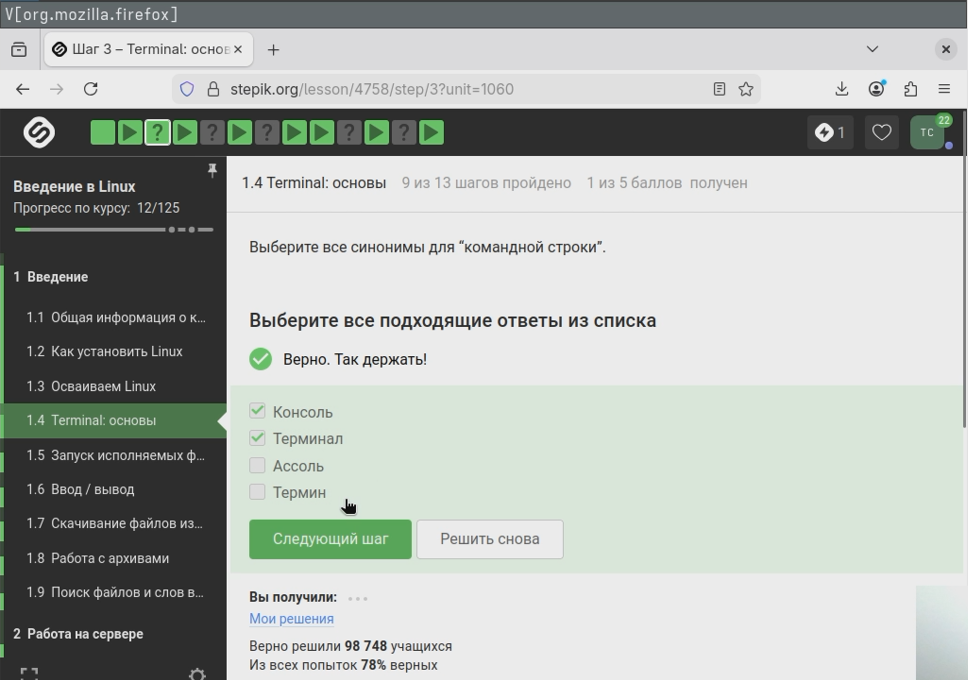 V[org.mozilla.firefox]
Шаг 3 – Terminal: основ
stepik.org/lesson/4758/step/3?unit=1060
? ? ? ? ?
1
TC
22
Введение в Linux
Прогресс по курсу: 12/125
1.4 Terminal: основы 9 из 13 шагов пройдено 1 из 5 баллов получен
1 Введение
1.1 Общая информация о к...
1.2 Как установить Linux
1.3 Осваиваем Linux
1.4 Terminal: основы
1.5 Запуск исполняемых ф...
1.6 Ввод / вывод
1.7 Скачивание файлов из...
1.8 Работа с архивами
1.9 Поиск файлов и слов в...
2 Работа на сервере
Выберите все синонимы для “командной строки”.
Выберите все подходящие ответы из списка
Верно. Так держать!
Консоль
Терминал
Ассоль
Термин
Следующий шаг
Решить снова
Вы получили:
Мои решения
Верно решили 98 748 учащихся
Из всех попыток 78% верных